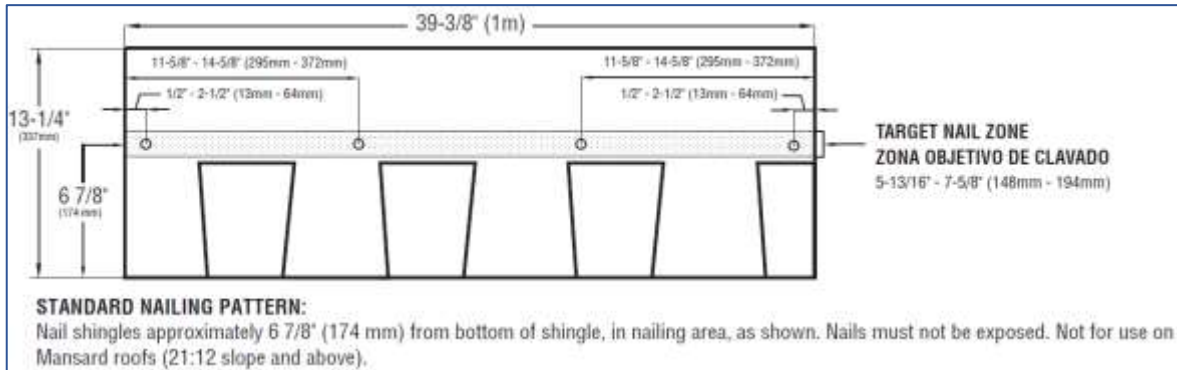 39-3/8" (1m)
11-5/8" - 14-5/8" (295mm - 372mm)
11-5/8" - 14-5/8" (295mm - 372mm)
1/2" - 2-1/2" (13mm - 64mm)
1/2" - 2-1/2" (13mm - 64mm)
13-1/4"
(337mm)
6 7/8"
(174 mm)
TARGET NAIL ZONE
ZONA OBJETIVO DE CLAVADO
5-13/16" - 7-5/8" (148mm - 194mm)
STANDARD NAILING PATTERN:
Nail shingles approximately 6 7/8" (174 mm) from bottom of shingle, in nailing area, as shown. Nails must not be exposed. Not for use on
Mansard roofs (21:12 slope and above).